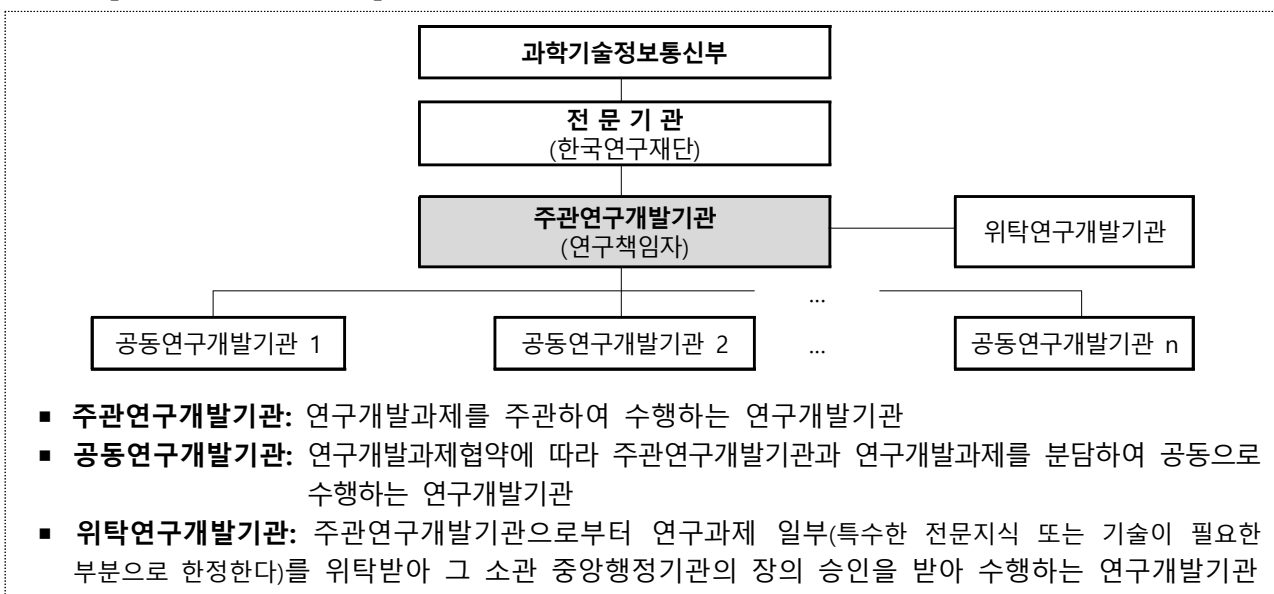 과학기술정보통신부
전 문 기 관
(한국연구재단)
주관연구개발기관
(연구책임자)
위탁연구개발기관
...
공동연구개발기관 1
공동연구개발기관 2
...
공동연구개발기관 n
▪ 주관연구개발기관: 연구개발과제를 주관하여 수행하는 연구개발기관
▪ 공동연구개발기관: 연구개발과제협약에 따라 주관연구개발기관과 연구개발과제를 분담하여 공동으로
수행하는 연구개발기관
▪ 위탁연구개발기관: 주관연구개발기관으로부터 연구과제 일부(특수한 전문지식 또는 기술이 필요한
부분으로 한정한다)를 위탁받아 그 소관 중앙행정기관의 장의 승인을 받아 수행하는 연구개발기관